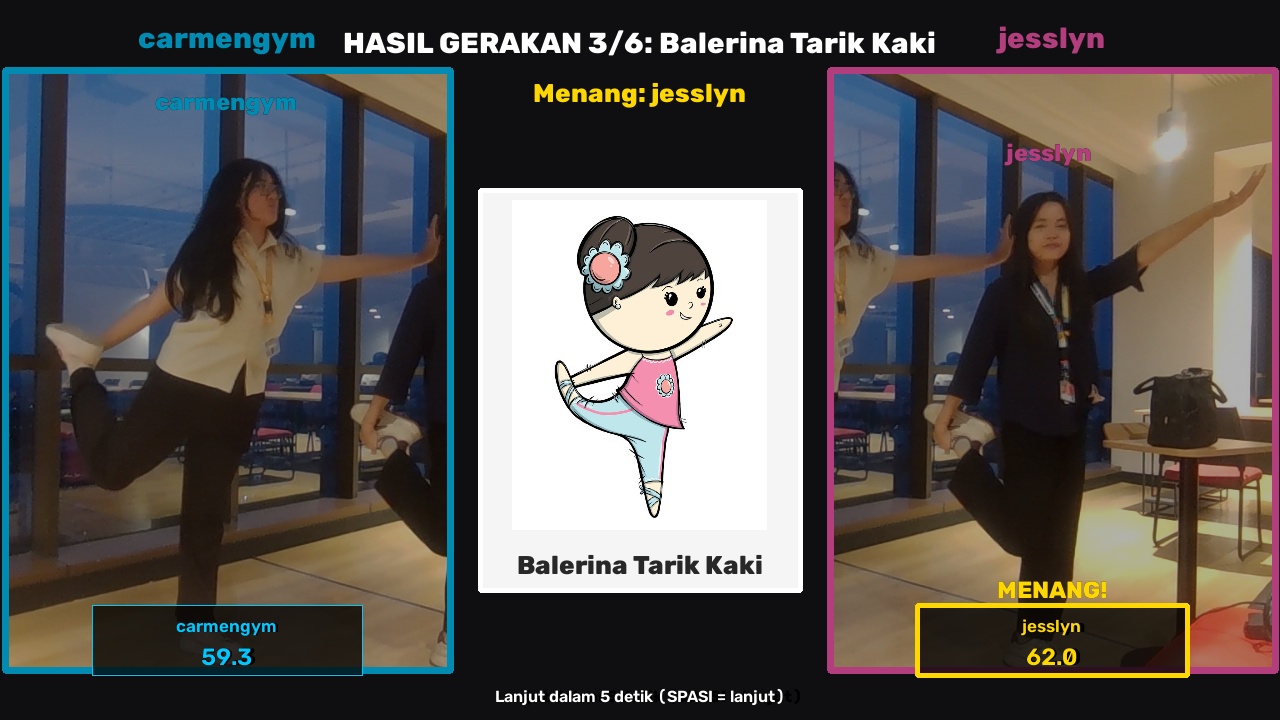 carmengym
HASIL GERAKAN 3/6: Balerina Tarik Kaki
jesslyn
Menang: jesslyn
carmengym
jesslyn
Balerina Tarik Kaki
MENANG!
carmengym
59.3
jesslyn
62.0
Lanjut dalam 5 detik (SPASI = lanjut)